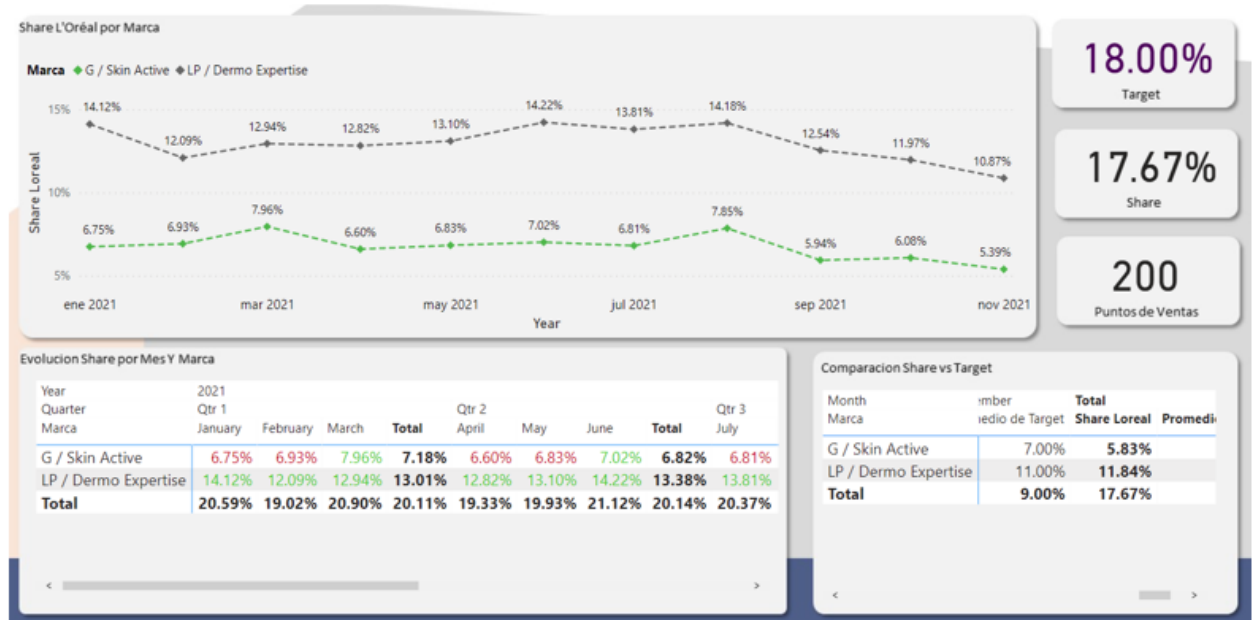 Share L'Oréal por Marca
Marca G / Skin Active LP / Dermo Expertise
Share Loreal
15%
10%
5%
14.12% 12.09% 12.94% 12.82% 13.10% 14.22% 13.81% 14.18% 12.54% 11.97% 10.87%
6.75% 6.93% 7.96% 6.60% 6.83% 7.02% 6.81% 7.85% 5.94% 6.08% 5.39%
ene 2021 mar 2021 may 2021 jul 2021 sep 2021 nov 2021
Year
18.00%
Target
17.67%
Share
200
Puntos de Ventas
Evolucion Share por Mes Y Marca
Year 2021
Quarter Qtr 1 Qtr 2 Qtr 3
Marca January February March Total April May June Total July
G / Skin Active 6.75% 6.93% 7.96% 7.18% 6.60% 6.83% 7.02% 6.82% 6.81%
LP / Dermo Expertise 14.12% 12.09% 12.94% 13.01% 12.82% 13.10% 14.22% 13.38% 13.81%
Total 20.59% 19.02% 20.90% 20.11% 19.33% 19.93% 21.12% 20.14% 20.37%
Comparacion Share vs Target
Month mber Total
Marca edio de Target Share Loreal Promedi
G / Skin Active 7.00% 5.83%
LP / Dermo Expertise 11.00% 11.84%
Total 9.00% 17.67%